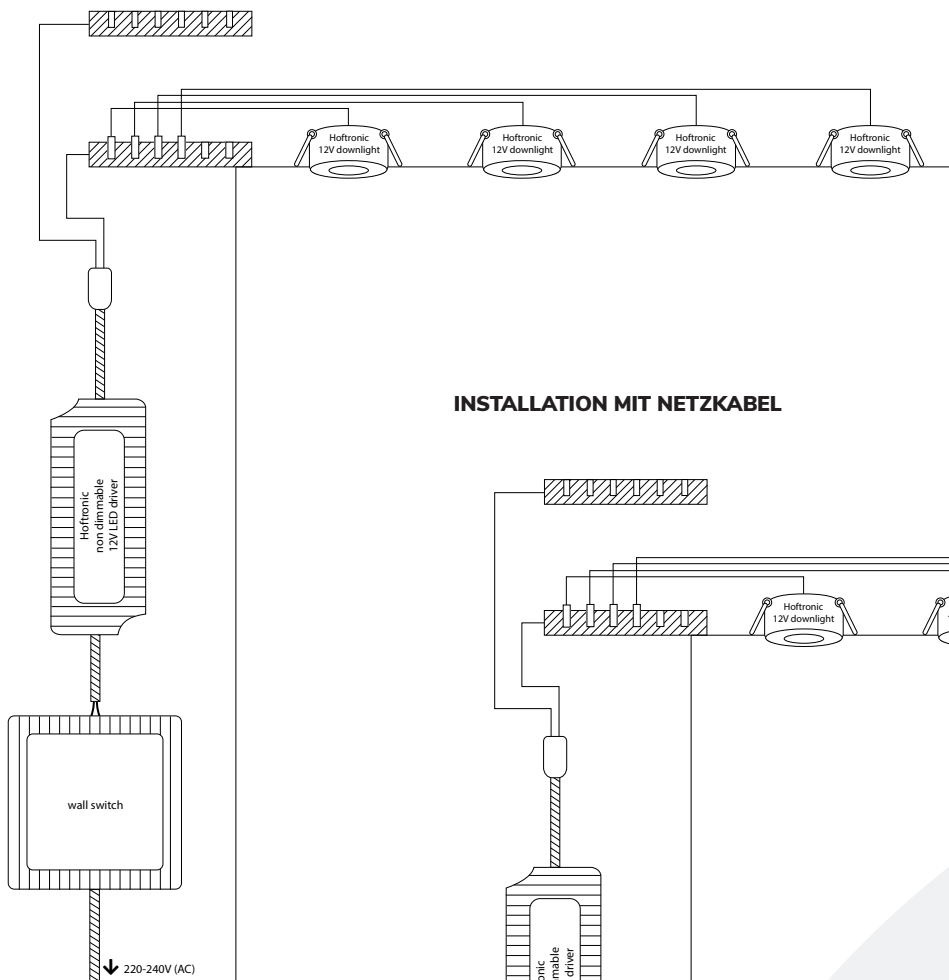 Hoftronic
12V downlight
Hoftronic
12V downlight
Hoftronic
12V downlight
Hoftronic
12V downlight
Hoftronic
non dimmable
12V LED driver
wall switch
220-240V (AC)
INSTALLATION MIT NETZKABEL
Hoftronic
12V downlight
driver